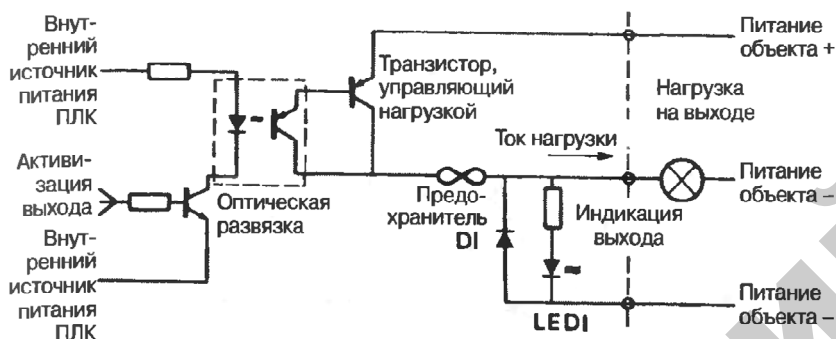 Внут-
ренний
источник
питания
ПЛК
Активи-
зация
выхода
Внут-
ренний
источник
питания
ПЛК
Оптическая
развязка
Транзистор,
управляющий
нагрузкой
Ток нагрузки
Предо-
хранитель
DI
Индикация
выхода
LEDI
Питание
объекта +
Нагрузка
на выходе
Питание
объекта –
Питание
объекта –